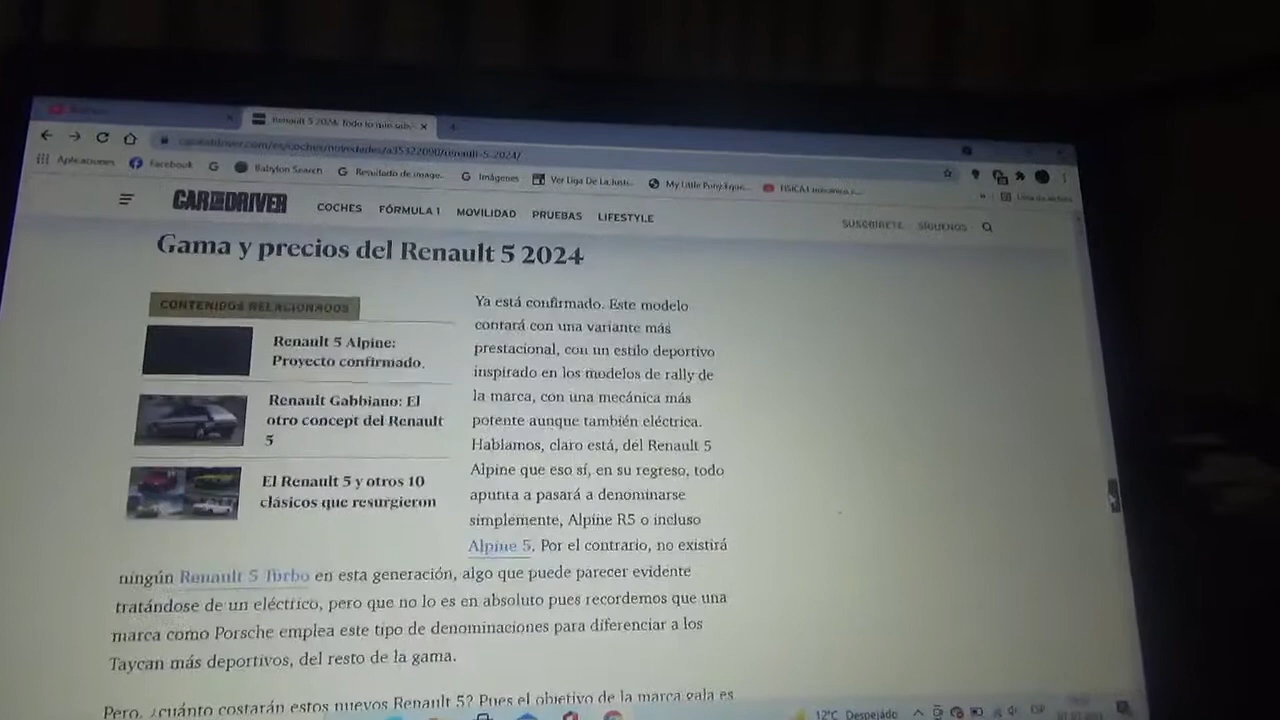 Renault 5 2024: Todo lo que sab
caranddriver.com/es/coches/novedades/a35322090/renault-5-2024/
Aplicaciones Facebook G Babylon Search Resultado de image... Imágenes Ver Liga De La Justic... My Little Pony Eque...
CAR AND DRIVER COCHES FÓRMULA 1 MOVILIDAD PRUEBAS LIFESTYLE SUSCRÍBETE SÍGUENOS
Gama y precios del Renault 5 2024
CONTENIDOS RELACIONADOS
Renault 5 Alpine:
Proyecto confirmado.
Renault Gabbiano: El
otro concept del Renault
5
El Renault 5 y otros 10
clásicos que resurgieron
Ya está confirmado. Este modelo
contará con una variante más
prestacional, con un estilo deportivo
inspirado en los modelos de rally de
la marca, con una mecánica más
potente aunque también eléctrica.
Hablamos, claro está, del Renault 5
Alpine que eso sí, en su regreso, todo
apunta a pasará a denominarse
simplemente, Alpine R5 o incluso
Alpine 5. Por el contrario, no existirá
ningún Renault 5 Turbo en esta generación, algo que puede parecer evidente
tratándose de un eléctrico, pero que no lo es en absoluto pues recordemos que una
marca como Porsche emplea este tipo de denominaciones para diferenciar a los
Taycan más deportivos, del resto de la gama.
Pero, ¿cuánto costarán estos nuevos Renault 5? Pues el objetivo de la marca gala es
12°C Despejado ESP